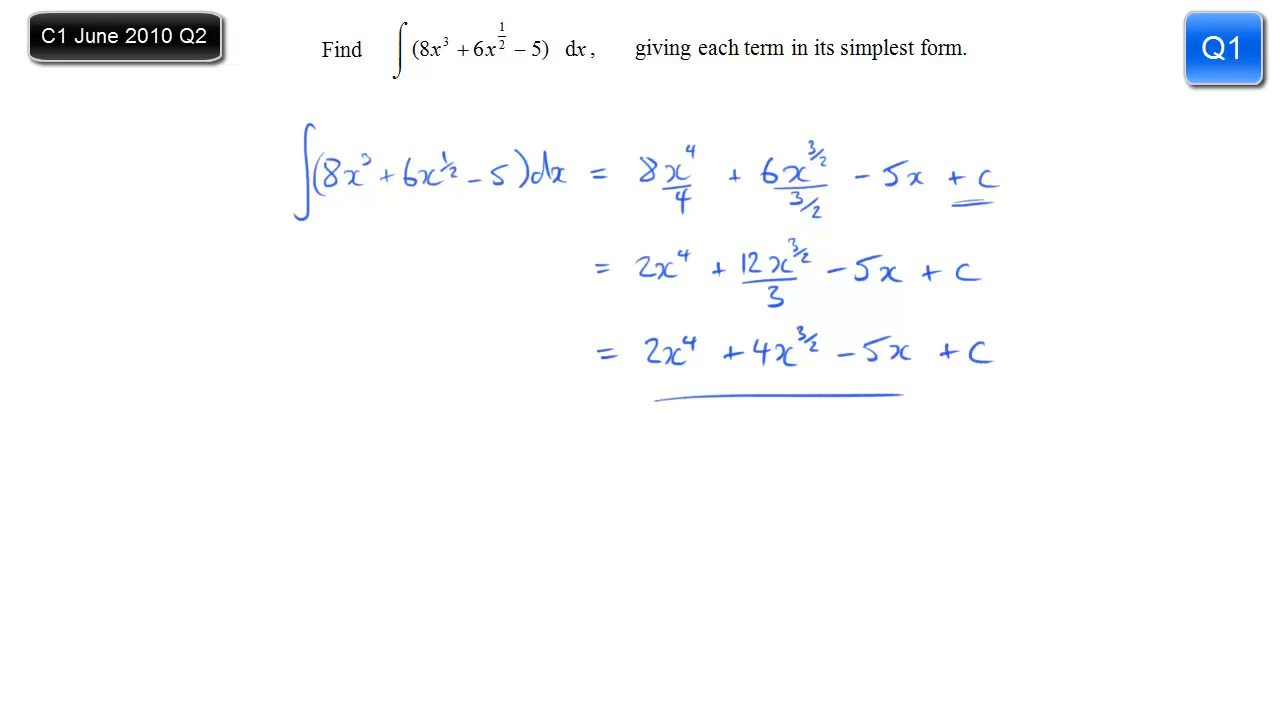 C1 June 2010 Q2
Find ∫(8x³ + 6x^(1/2) − 5) dx, giving each term in its simplest form.
Q1
∫(8x³ + 6x^(1/2) − 5)dx = 8x⁴/4 + 6x^(3/2)/(3/2) − 5x + c
= 2x⁴ + 12x^(3/2)/3 − 5x + c
= 2x⁴ + 4x^(3/2) − 5x + c